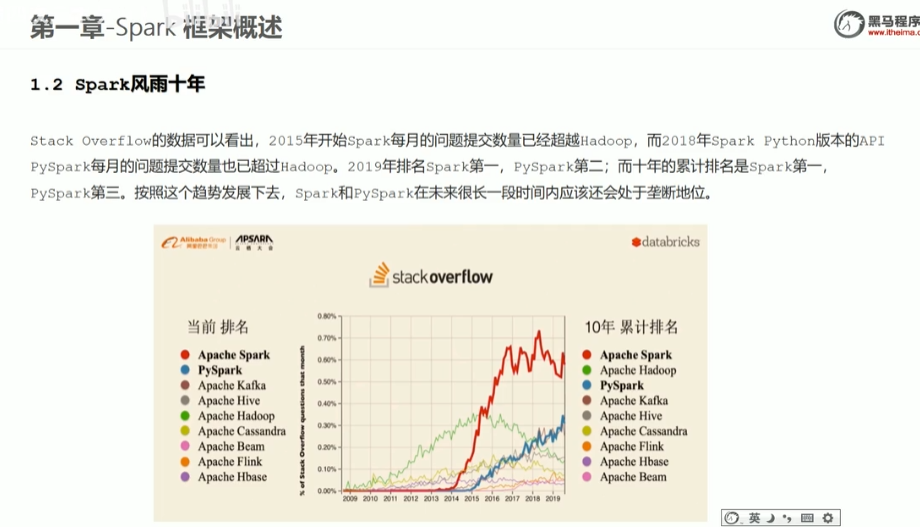 第一章-Spark 框架概述
黑马程序
www.itheima.c
1.2 Spark风雨十年
Stack Overflow的数据可以看出，2015年开始Spark每月的问题提交数量已经超越Hadoop，而2018年Spark Python版本的API
PySpark每月的问题提交数量也已超过Hadoop。2019年排名Spark第一，PySpark第二；而十年的累计排名是Spark第一，
PySpark第三。按照这个趋势发展下去，Spark和PySpark在未来很长一段时间内应该还会处于垄断地位。
Alibaba Group
APSARA
云栖大会
databricks
stackoverflow
当前 排名
Apache Spark
PySpark
Apache Kafka
Apache Hive
Apache Hadoop
Apache Cassandra
Apache Beam
Apache Flink
Apache Hbase
% of Stack Overflow questions that month
0.80%
0.70%
0.60%
0.50%
0.40%
0.30%
0.20%
0.10%
0.00%
2009 2010 2011 2012 2013 2014 2015 2016 2017 2018 2019
10年 累计排名
Apache Spark
Apache Hadoop
PySpark
Apache Kafka
Apache Hive
Apache Cassandra
Apache Flink
Apache Hbase
Apache Beam
英